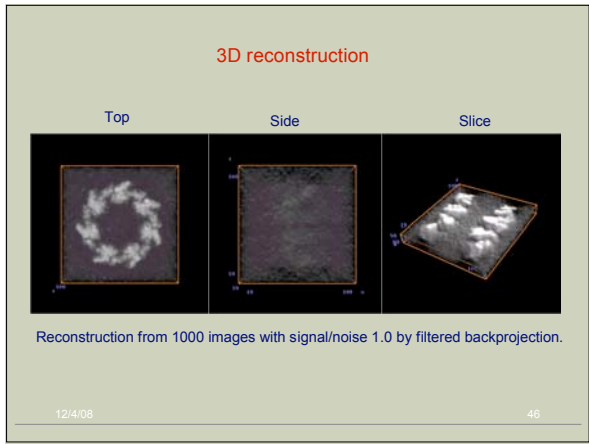 3D reconstruction
Top Side Slice
Reconstruction from 1000 images with signal/noise 1.0 by filtered backprojection.
12/4/08 46